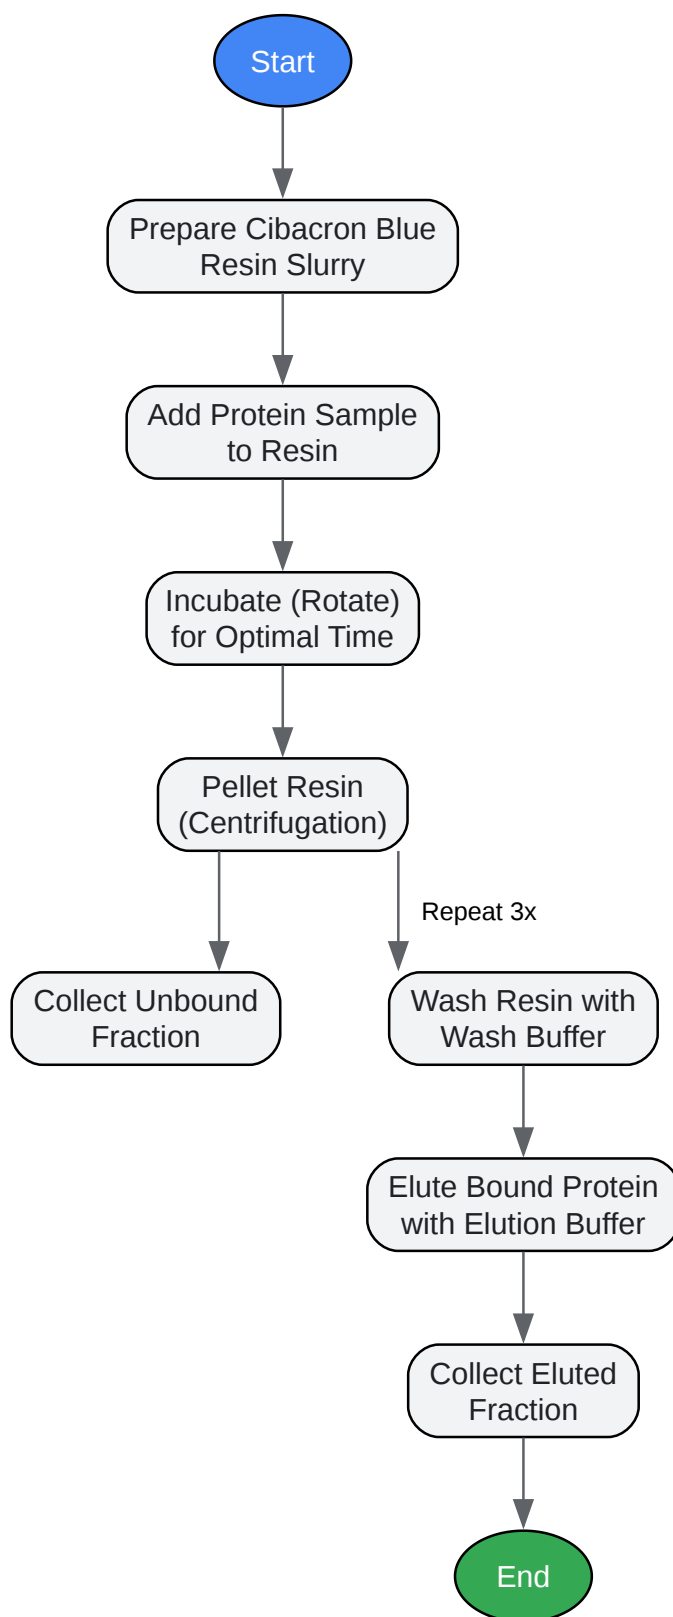 Start
Prepare Cibacron Blue
Resin Slurry
Add Protein Sample
to Resin
Incubate (Rotate)
for Optimal Time
Pellet Resin
(Centrifugation)
Repeat 3x
Collect Unbound
Fraction
Wash Resin with
Wash Buffer
Elute Bound Protein
with Elution Buffer
Collect Eluted
Fraction
End